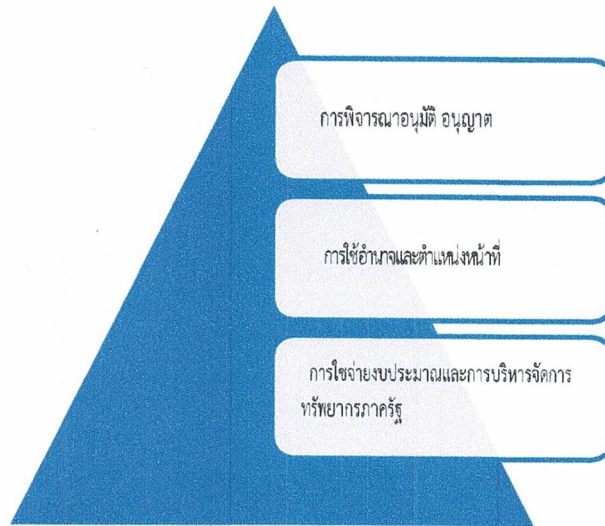 การพิจารณาอนุมัติ อนุญาต
การใช้อำนาจและตำแหน่งหน้าที่
การใช้จ่ายงบประมาณและการบริหารจัดการ
ทรัพยากรภาครัฐ